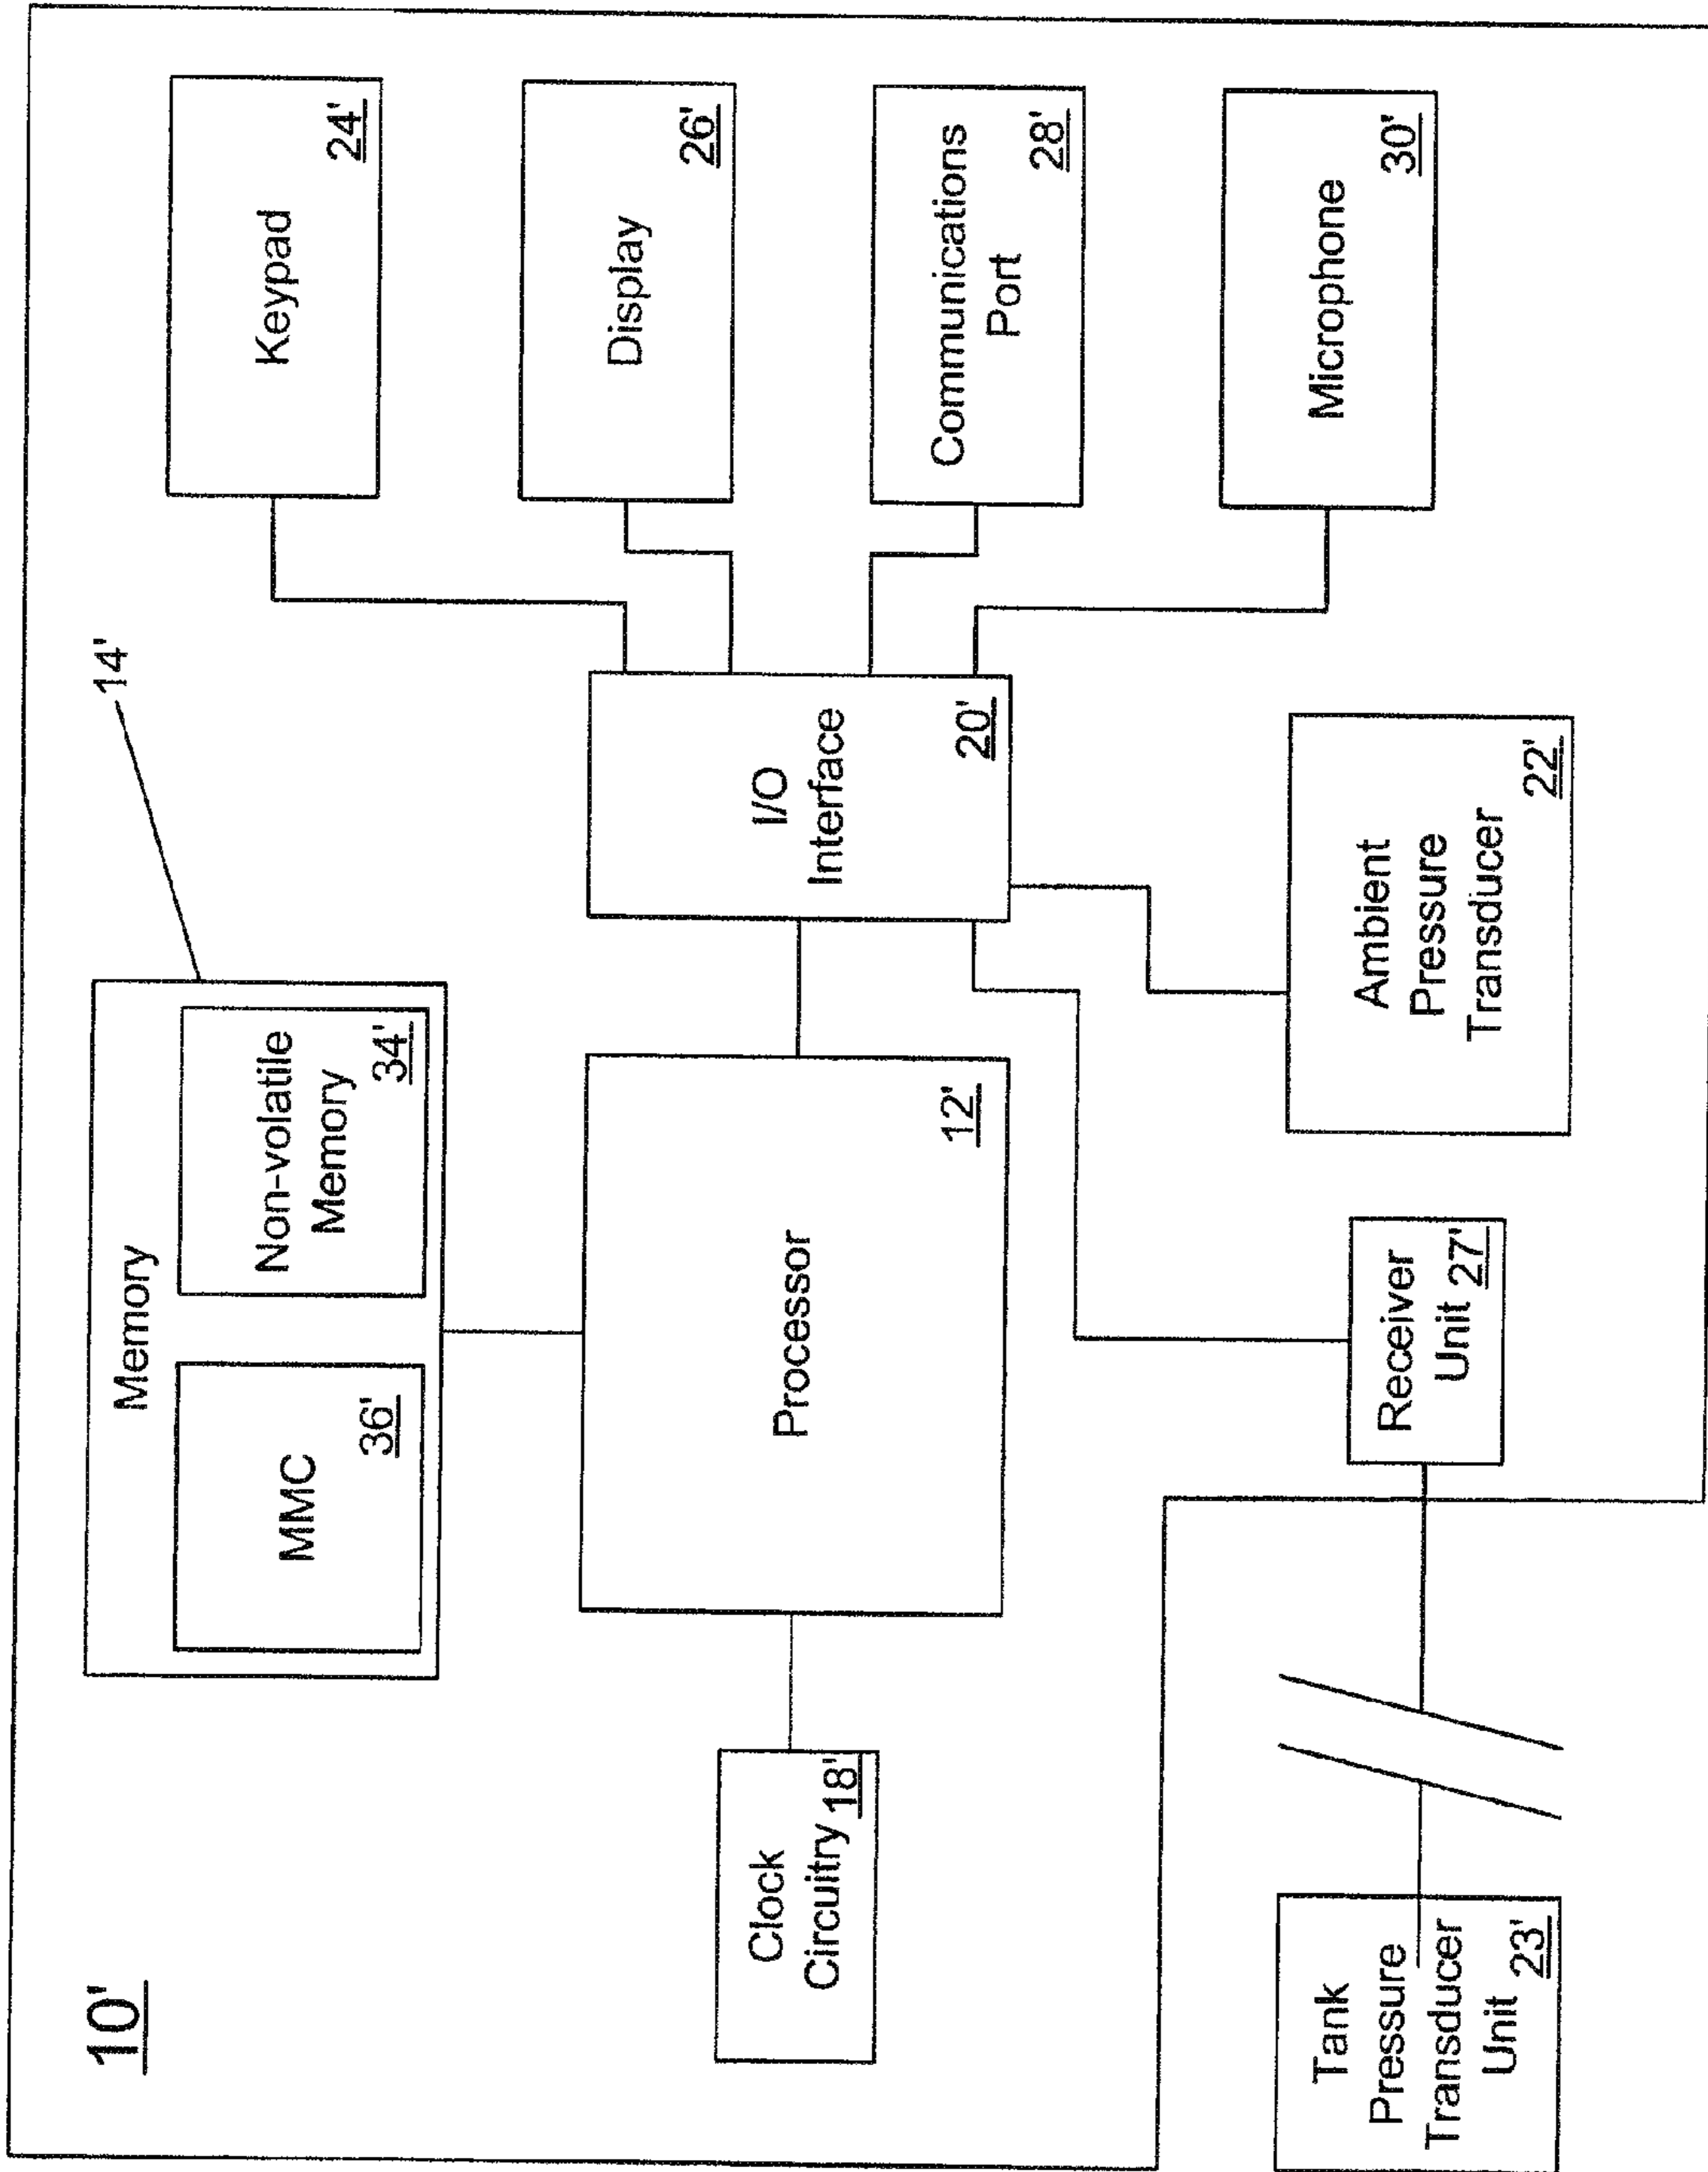 10'
Memory
MMC
36'
Non-volatile
Memory
34'
14'
Keypad
24'
Clock
Circuitry 18'
Processor
12'
I/O
Interface
20'
Display
26'
Communications
Port
28'
Microphone
30'
Tank
Pressure
Transducer
Unit 23'
Receiver
Unit 27'
Ambient
Pressure
Transducer
22'